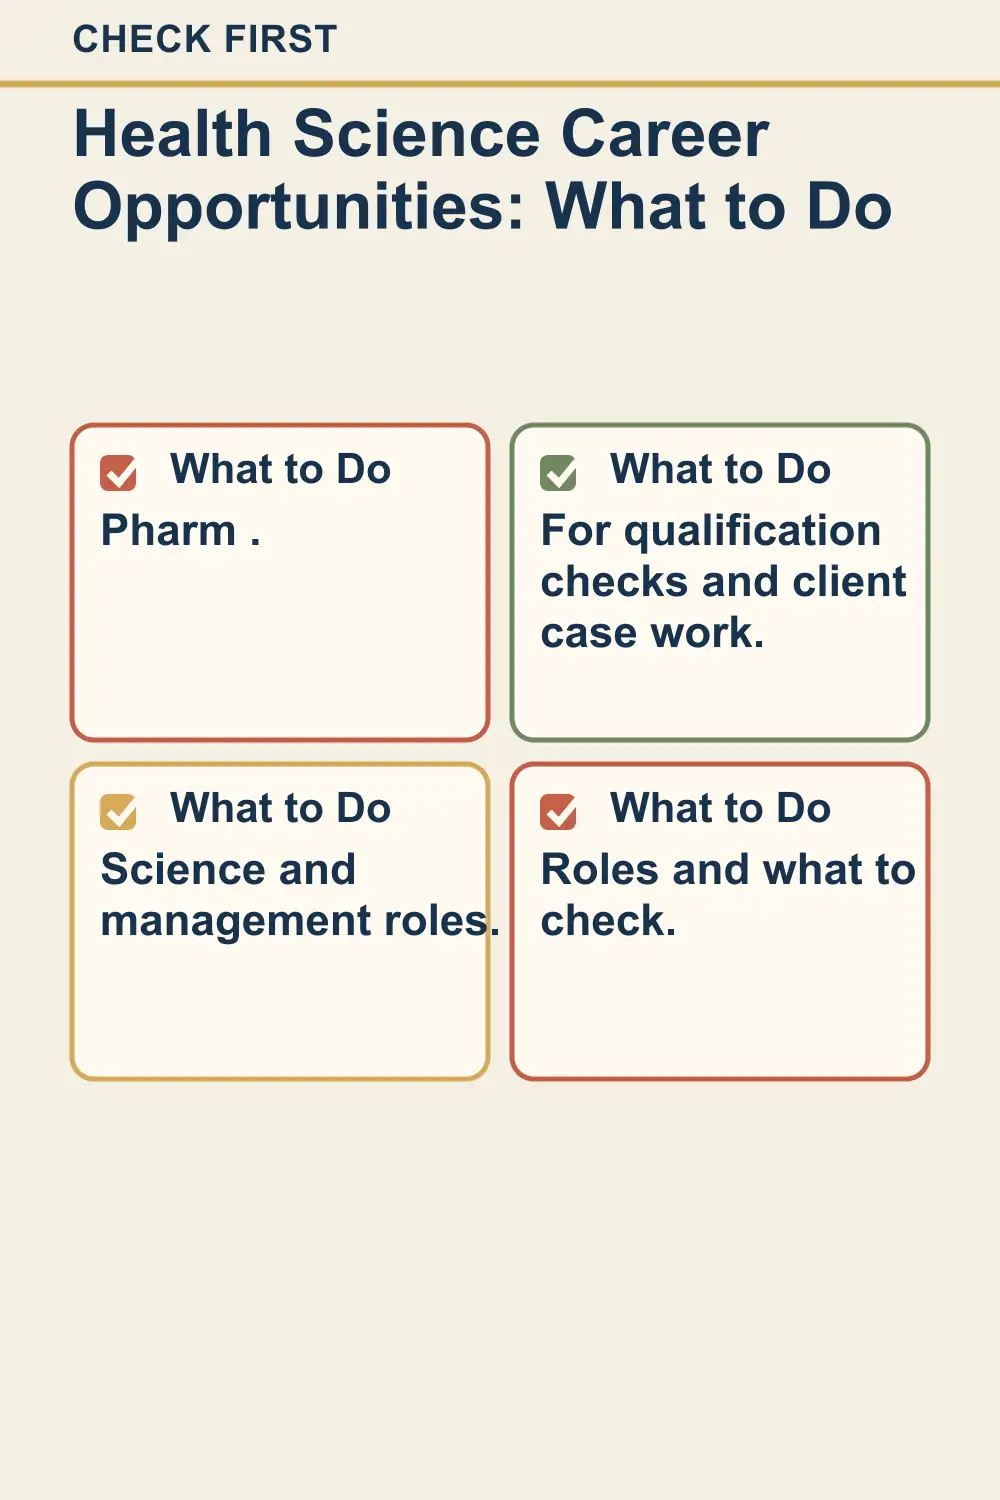 CHECK FIRST
Health Science Career
Opportunities: What to Do
What to Do
Pharm .
What to Do
For qualification
checks and client
case work.
What to Do
Science and
management roles.
What to Do
Roles and what to
check.